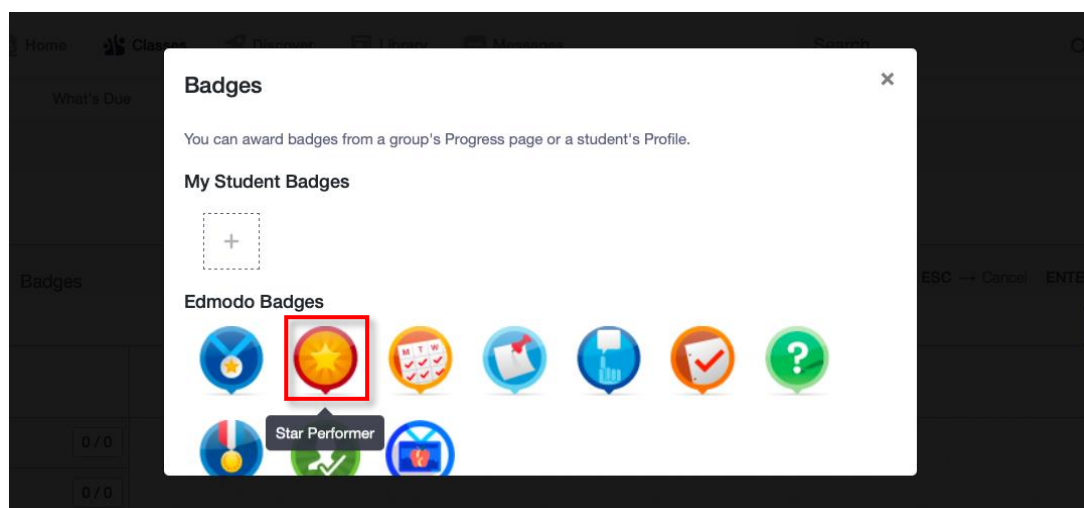 Home Classes Discover Library Messages Search
What's Due
Badges ×
You can award badges from a group's Progress page or a student's Profile.
My Student Badges
+
Badges ESC → Cancel ENTE
Edmodo Badges
M T W
?
Star Performer
0 / 0
0 / 0